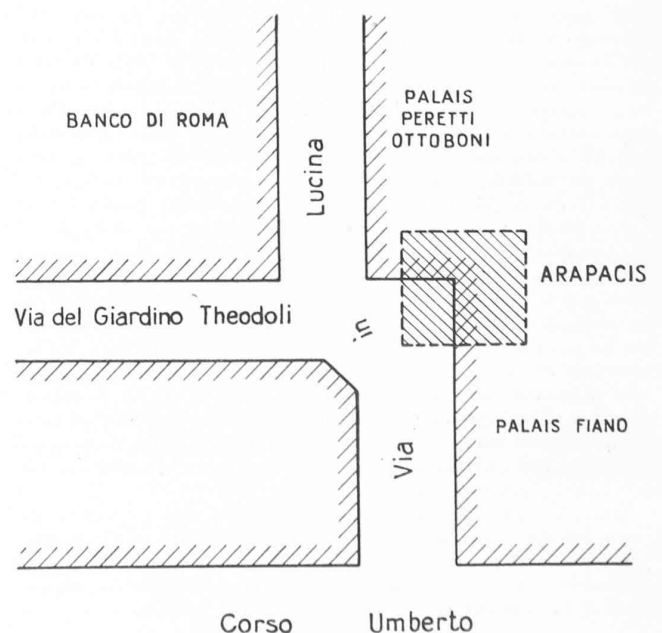 BANCO DI ROMA
PALAIS
PERETTI
OTTOBONI
Lucina
ARAPACIS
Via del Giardino Theodoli
in
PALAIS FIANO
Via
Corso Umberto